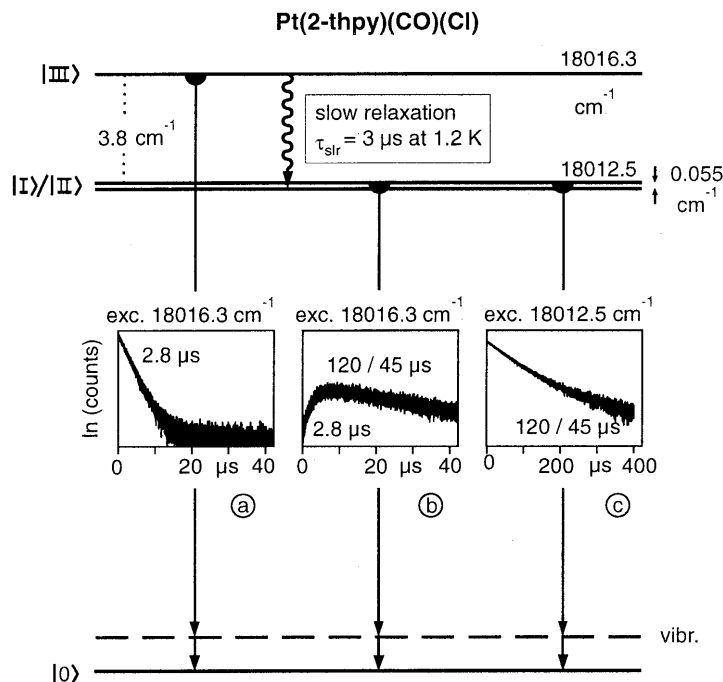 Pt(2-thpy)(CO)(Cl)
|III⟩
18016.3
cm⁻¹
3.8 cm⁻¹
slow relaxation
τslr = 3 µs at 1.2 K
|I⟩/|II⟩
18012.5
0.055
cm⁻¹
exc. 18016.3 cm⁻¹
exc. 18016.3 cm⁻¹
exc. 18012.5 cm⁻¹
ln (counts)
2.8 µs
120 / 45 µs
2.8 µs
120 / 45 µs
0 20 µs 40
0 20 µs 40
0 200 µs 400
a
b
c
vibr.
|0⟩